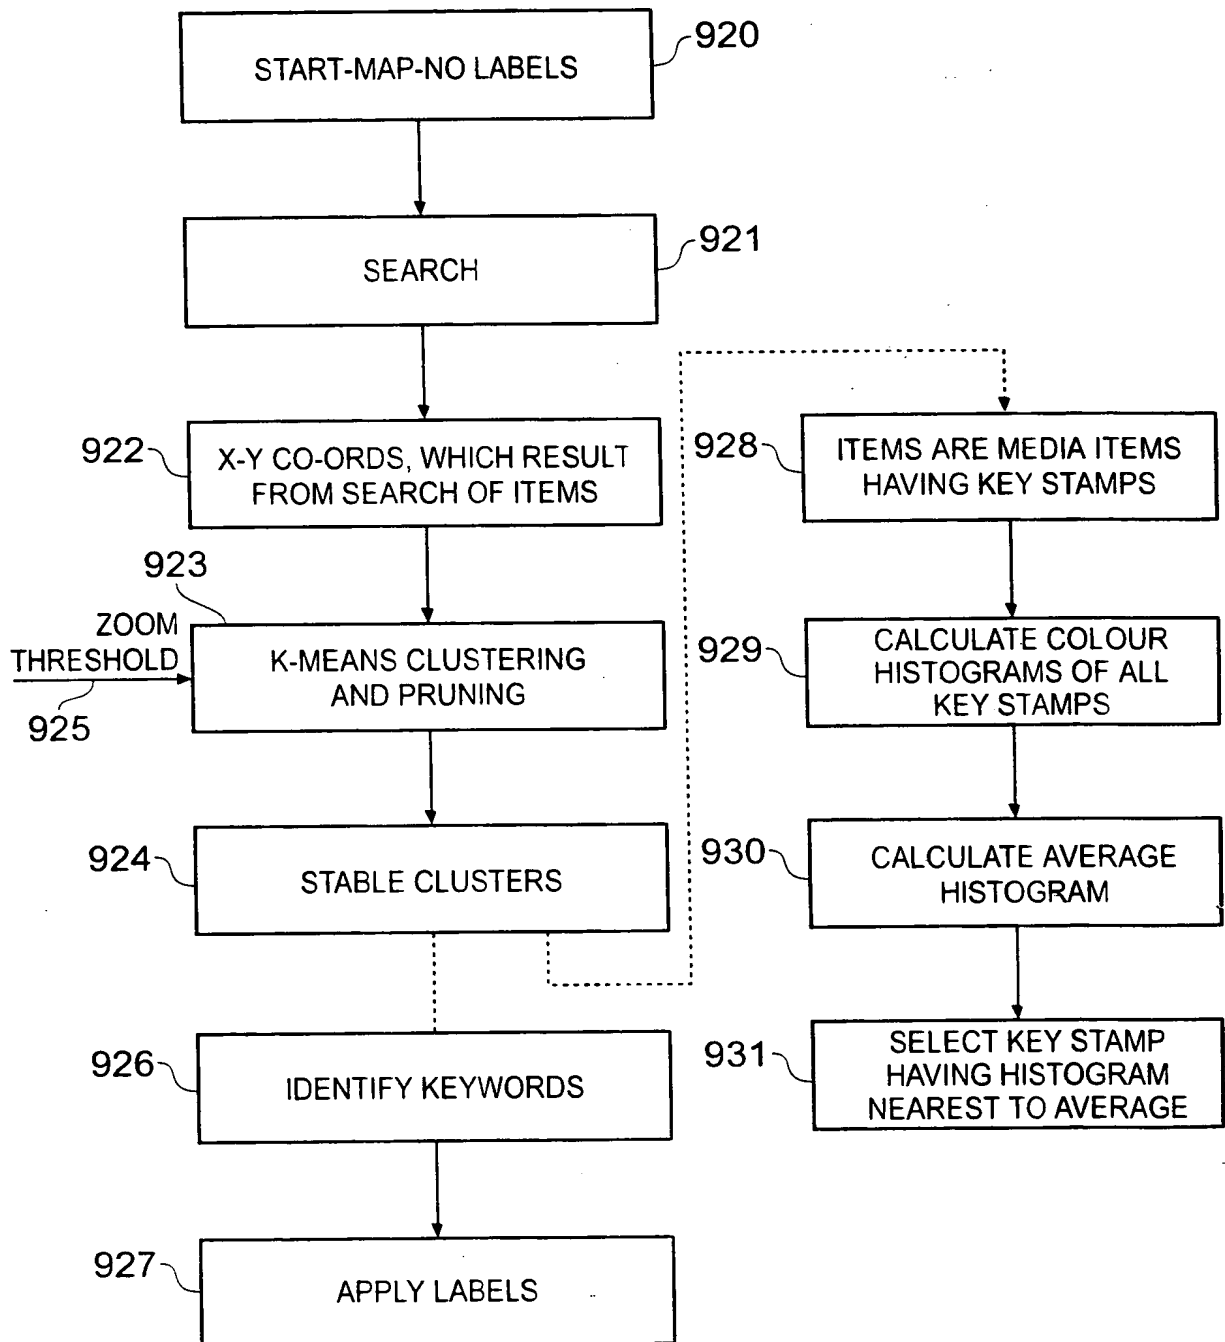 START-MAP-NO LABELS
920
SEARCH
921
922
X-Y CO-ORDS, WHICH RESULT
FROM SEARCH OF ITEMS
923
ZOOM
THRESHOLD
925
K-MEANS CLUSTERING
AND PRUNING
924
STABLE CLUSTERS
926
IDENTIFY KEYWORDS
927
APPLY LABELS
928
ITEMS ARE MEDIA ITEMS
HAVING KEY STAMPS
929
CALCULATE COLOUR
HISTOGRAMS OF ALL
KEY STAMPS
930
CALCULATE AVERAGE
HISTOGRAM
931
SELECT KEY STAMP
HAVING HISTOGRAM
NEAREST TO AVERAGE